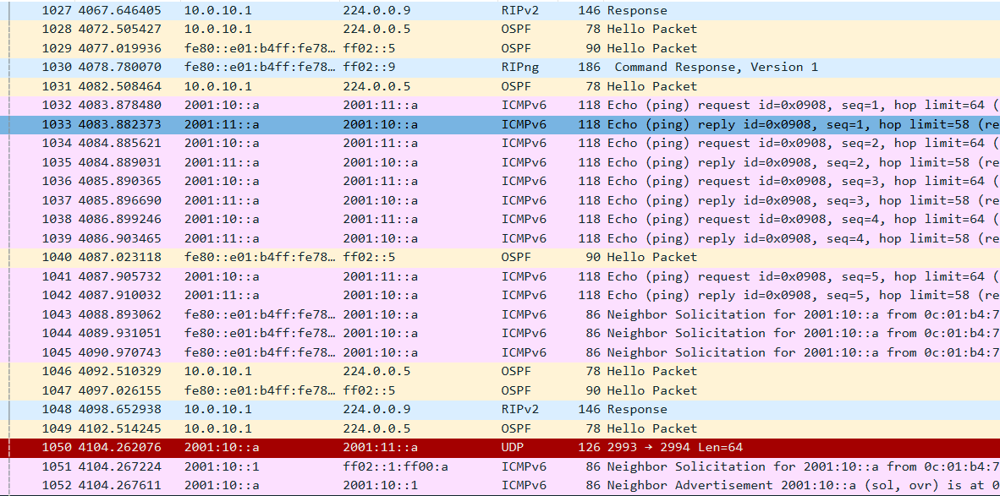 1027 4067.646405 10.0.10.1 224.0.0.9 RIPv2 146 Response
1028 4072.505427 10.0.10.1 224.0.0.5 OSPF 78 Hello Packet
1029 4077.019936 fe80::e01:b4ff:fe78… ff02::5 OSPF 90 Hello Packet
1030 4078.780070 fe80::e01:b4ff:fe78… ff02::9 RIPng 186 Command Response, Version 1
1031 4082.508464 10.0.10.1 224.0.0.5 OSPF 78 Hello Packet
1032 4083.878480 2001:10::a 2001:11::a ICMPv6 118 Echo (ping) request id=0x0908, seq=1, hop limit=64 (
1033 4083.882373 2001:11::a 2001:10::a ICMPv6 118 Echo (ping) reply id=0x0908, seq=1, hop limit=58 (re
1034 4084.885621 2001:10::a 2001:11::a ICMPv6 118 Echo (ping) request id=0x0908, seq=2, hop limit=64 (
1035 4084.889031 2001:11::a 2001:10::a ICMPv6 118 Echo (ping) reply id=0x0908, seq=2, hop limit=58 (re
1036 4085.890365 2001:10::a 2001:11::a ICMPv6 118 Echo (ping) request id=0x0908, seq=3, hop limit=64 (
1037 4085.896690 2001:11::a 2001:10::a ICMPv6 118 Echo (ping) reply id=0x0908, seq=3, hop limit=58 (re
1038 4086.899246 2001:10::a 2001:11::a ICMPv6 118 Echo (ping) request id=0x0908, seq=4, hop limit=64 (
1039 4086.903465 2001:11::a 2001:10::a ICMPv6 118 Echo (ping) reply id=0x0908, seq=4, hop limit=58 (re
1040 4087.023118 fe80::e01:b4ff:fe78… ff02::5 OSPF 90 Hello Packet
1041 4087.905732 2001:10::a 2001:11::a ICMPv6 118 Echo (ping) request id=0x0908, seq=5, hop limit=64 (
1042 4087.910032 2001:11::a 2001:10::a ICMPv6 118 Echo (ping) reply id=0x0908, seq=5, hop limit=58 (re
1043 4088.893062 fe80::e01:b4ff:fe78… 2001:10::a ICMPv6 86 Neighbor Solicitation for 2001:10::a from 0c:01:b4:7
1044 4089.931051 fe80::e01:b4ff:fe78… 2001:10::a ICMPv6 86 Neighbor Solicitation for 2001:10::a from 0c:01:b4:7
1045 4090.970743 fe80::e01:b4ff:fe78… 2001:10::a ICMPv6 86 Neighbor Solicitation for 2001:10::a from 0c:01:b4:7
1046 4092.510329 10.0.10.1 224.0.0.5 OSPF 78 Hello Packet
1047 4097.026155 fe80::e01:b4ff:fe78… ff02::5 OSPF 90 Hello Packet
1048 4098.652938 10.0.10.1 224.0.0.9 RIPv2 146 Response
1049 4102.514245 10.0.10.1 224.0.0.5 OSPF 78 Hello Packet
1050 4104.262076 2001:10::a 2001:11::a UDP 126 2993 → 2994 Len=64
1051 4104.267224 2001:10::1 ff02::1:ff00:a ICMPv6 86 Neighbor Solicitation for 2001:10::a from 0c:01:b4:7
1052 4104.267611 2001:10::a 2001:10::1 ICMPv6 86 Neighbor Advertisement 2001:10::a (sol, ovr) is at 0